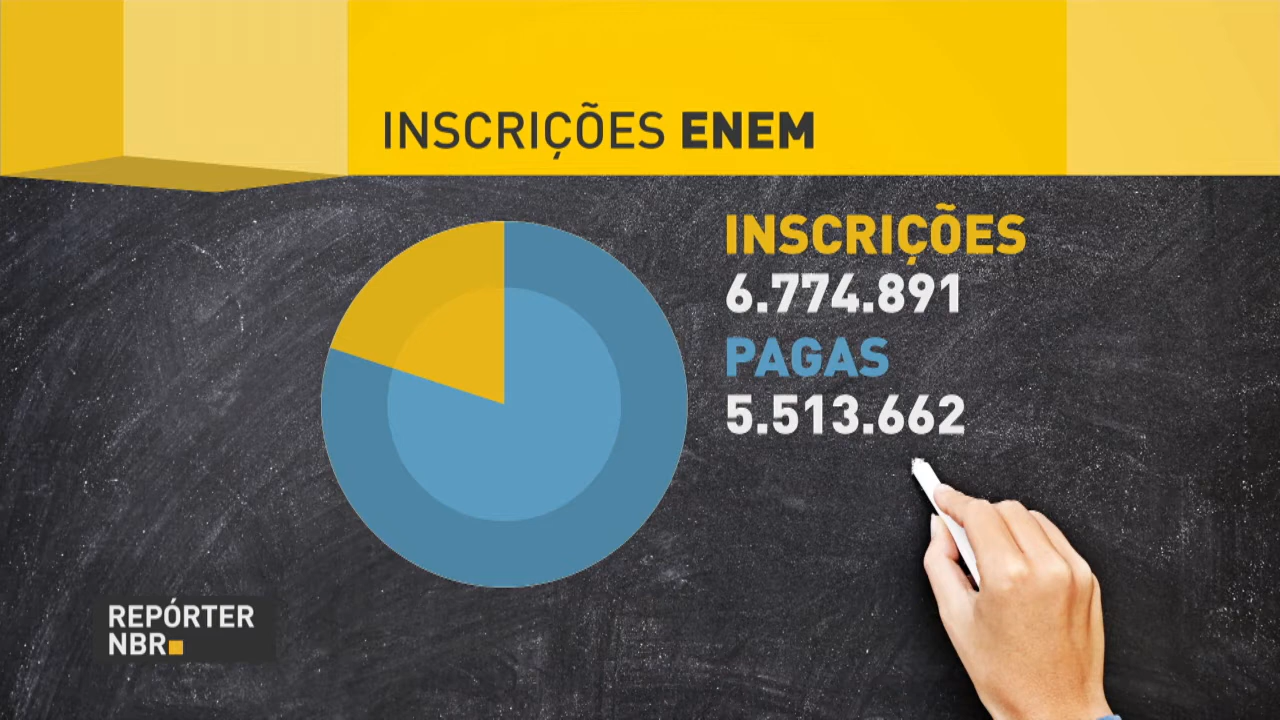 INSCRIÇÕES ENEM
INSCRIÇÕES
6.774.891
PAGAS
5.513.662
REPÓRTER
NBR